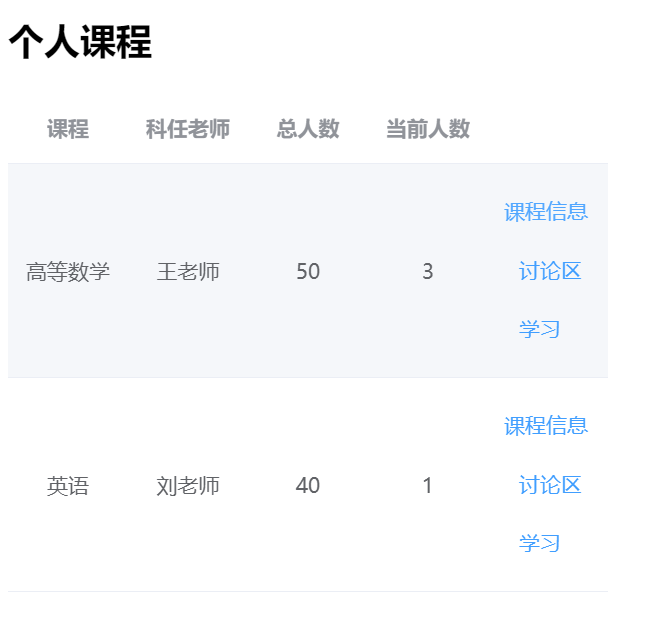 个人课程
课程 科任老师 总人数 当前人数
课程信息
高等数学 王老师 50 3 讨论区
学习
课程信息
英语 刘老师 40 1 讨论区
学习